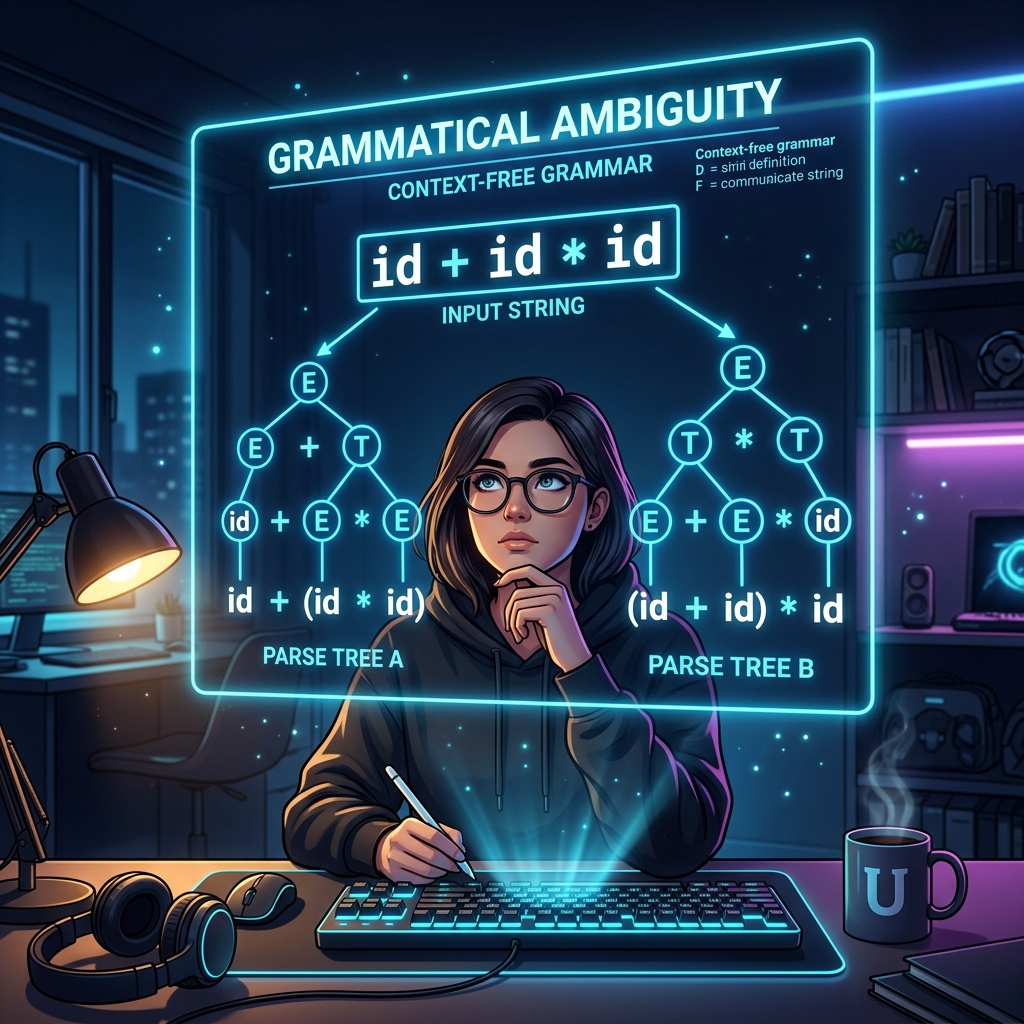 GRAMMATICAL AMBIGUITY
CONTEXT-FREE GRAMMAR
Context-free grammar
D = definition
F = communicate string
id + id * id
INPUT STRING
E E
E + T T * T
id + E * E E + E * id
id + (id * id) (id + id) * id
PARSE TREE A PARSE TREE B
U